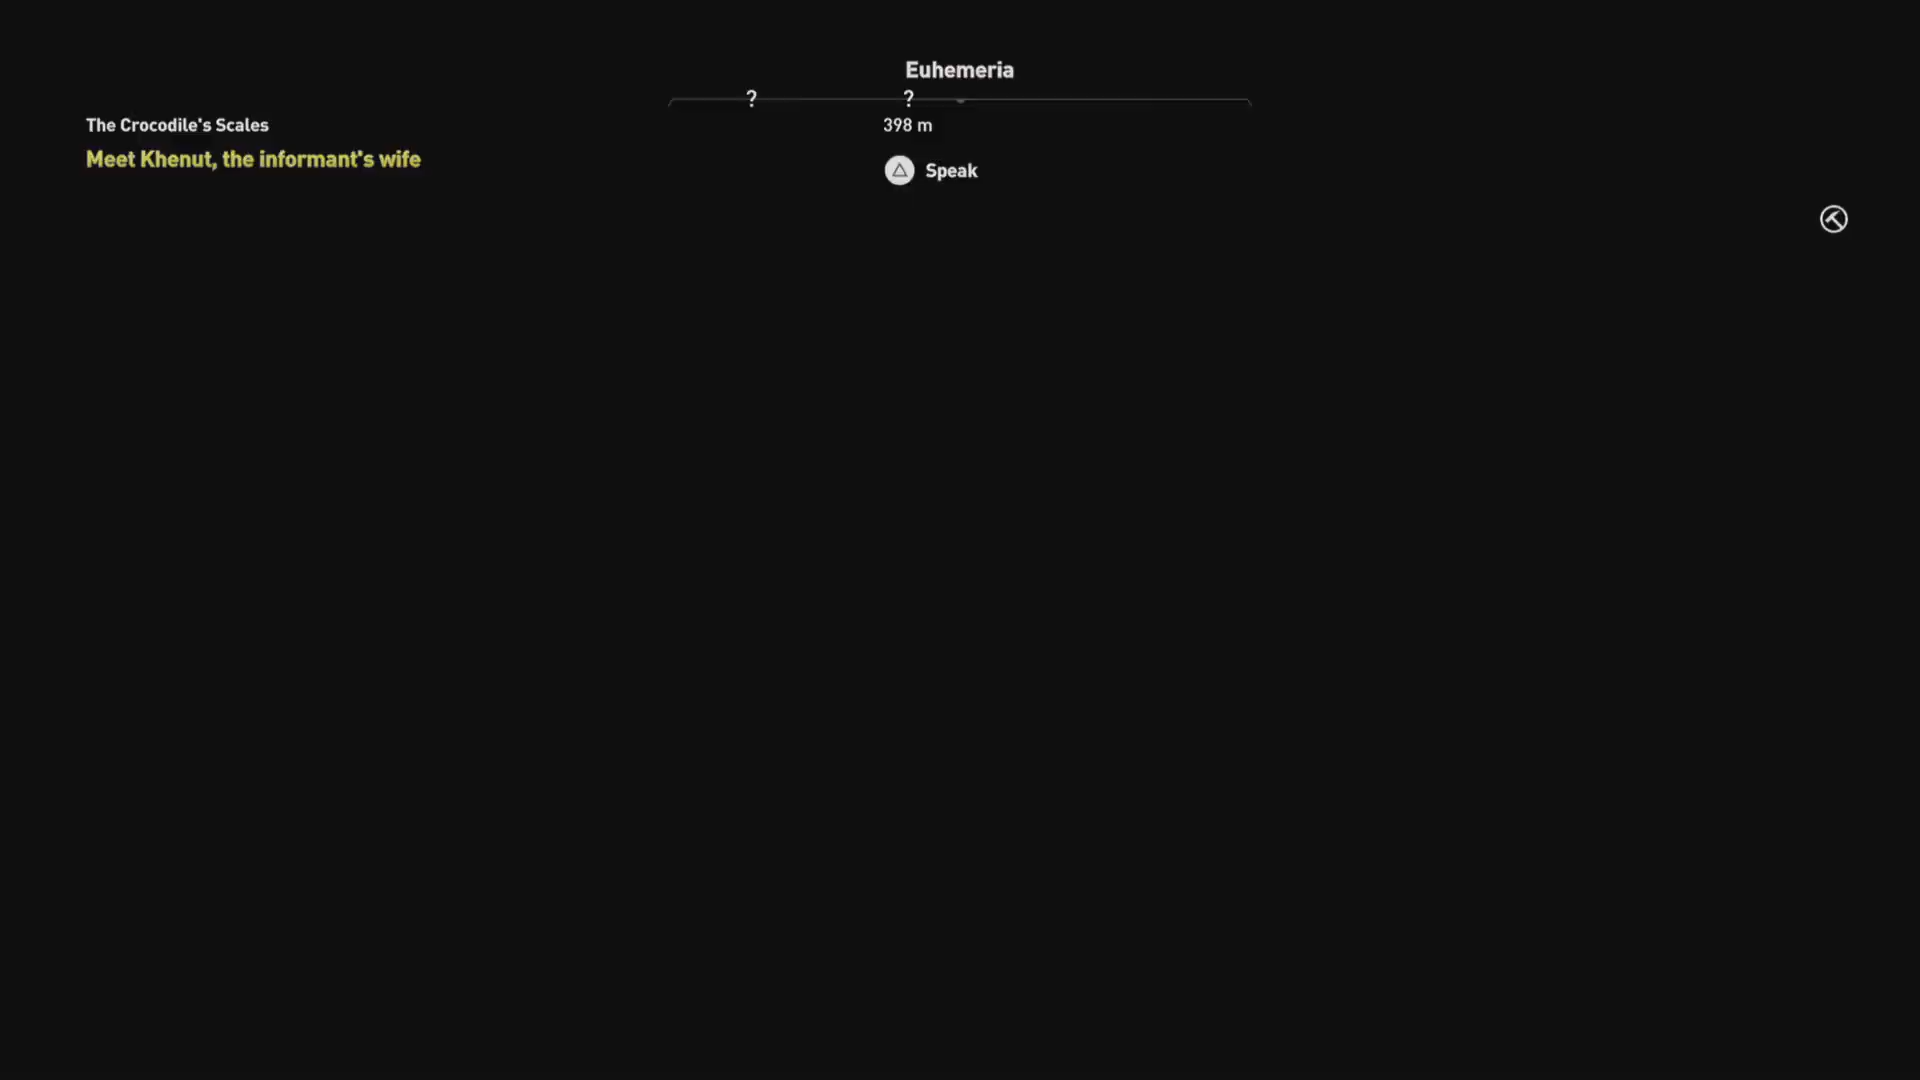 Euhemeria
? ?
The Crocodile's Scales
398 m
Meet Khenut, the informant's wife
Speak